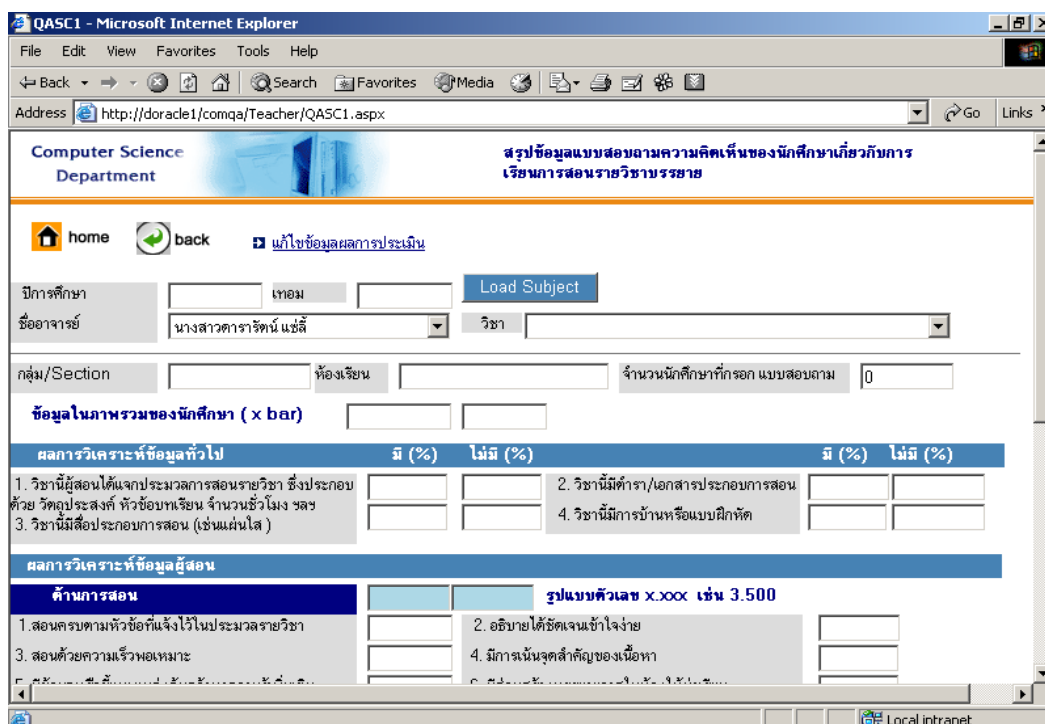 QASC1 - Microsoft Internet Explorer
File Edit View Favorites Tools Help
Back Search Favorites Media
Address http://doracle1/comqa/Teacher/QASC1.aspx Go Links
Computer Science
Department
สรุปข้อมูลแบบสอบถามความคิดเห็นของนักศึกษาเกี่ยวกับการ
เรียนการสอนรายวิชาบรรยาย
home back แก้ไขข้อมูลผลการประเมิน
ปีการศึกษา เทอม Load Subject
ชื่ออาจารย์ นางสาวดารารัตน์ แซ่ลี้ วิชา
กลุ่ม/Section ห้องเรียน จำนวนนักศึกษาที่กรอก แบบสอบถาม 0
ข้อมูลในภาพรวมของนักศึกษา ( x bar)
ผลการวิเคราะห์ข้อมูลทั่วไป มี (%) ไม่มี (%) มี (%) ไม่มี (%)
1. วิชานี้ผู้สอนได้แจกประมวลการสอนรายวิชา ซึ่งประกอบ
ด้วย วัตถุประสงค์ หัวข้อบทเรียน จำนวนชั่วโมง ฯลฯ
2. วิชานี้มีตำรา/เอกสารประกอบการสอน
3. วิชานี้มีสื่อประกอบการสอน (เช่นแผ่นใส )
4. วิชานี้มีการบ้านหรือแบบฝึกหัด
ผลการวิเคราะห์ข้อมูลผู้สอน
ด้านการสอน รูปแบบตัวเลข x.xxx เช่น 3.500
1.สอนครบตามหัวข้อที่แจ้งไว้ในประมวลรายวิชา 2. อธิบายได้ชัดเจนเข้าใจง่าย
3. สอนด้วยความเร็วพอเหมาะ 4. มีการเน้นจุดสำคัญของเนื้อหา
Local intranet